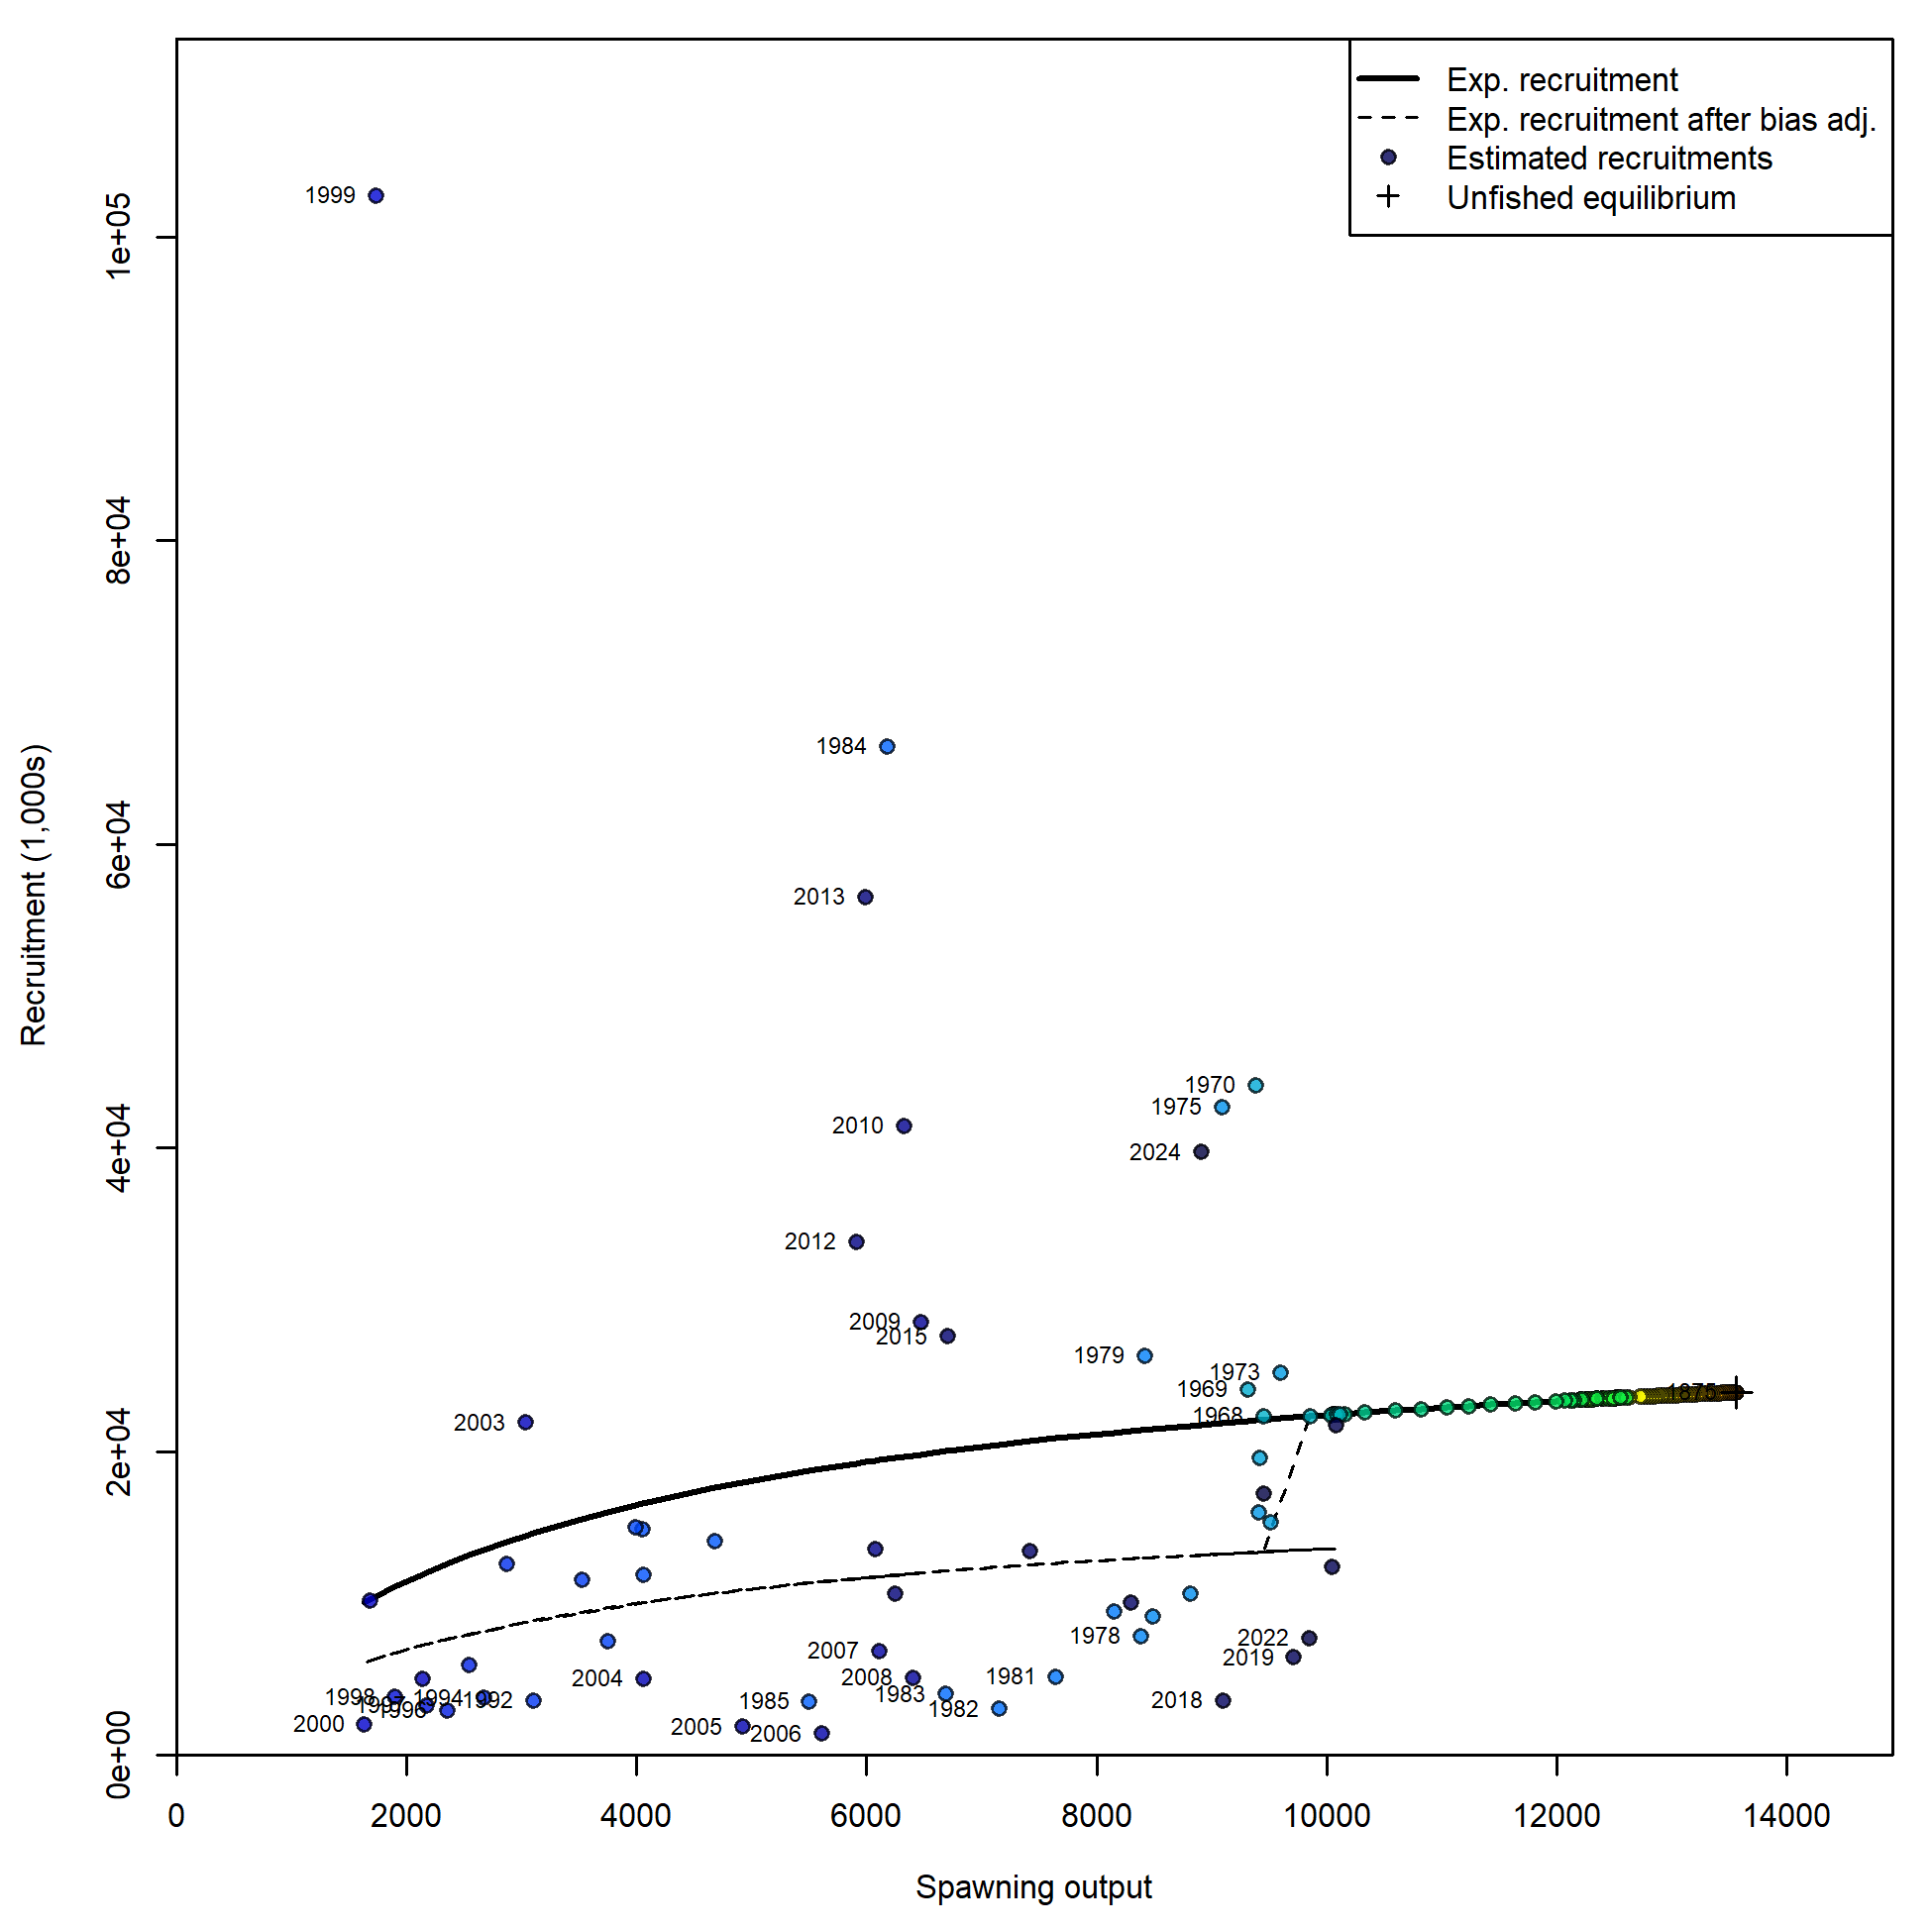 Exp. recruitment
Exp. recruitment after bias adj.
Estimated recruitments
Unfished equilibrium
1999
1e+05
8e+04
1984
6e+04
2013
Recruitment (1,000s)
1970
1975
2010
2024
4e+04
2012
2009
2015
1979
1973
1969
1875
1968
2003
2e+04
1978
2022
2007
2019
2004
2008
1981
1983
1998
1997
1994
1992
1985
2018
1996
1982
2000
2005
2006
0e+00
0 2000 4000 6000 8000 10000 12000 14000
Spawning output